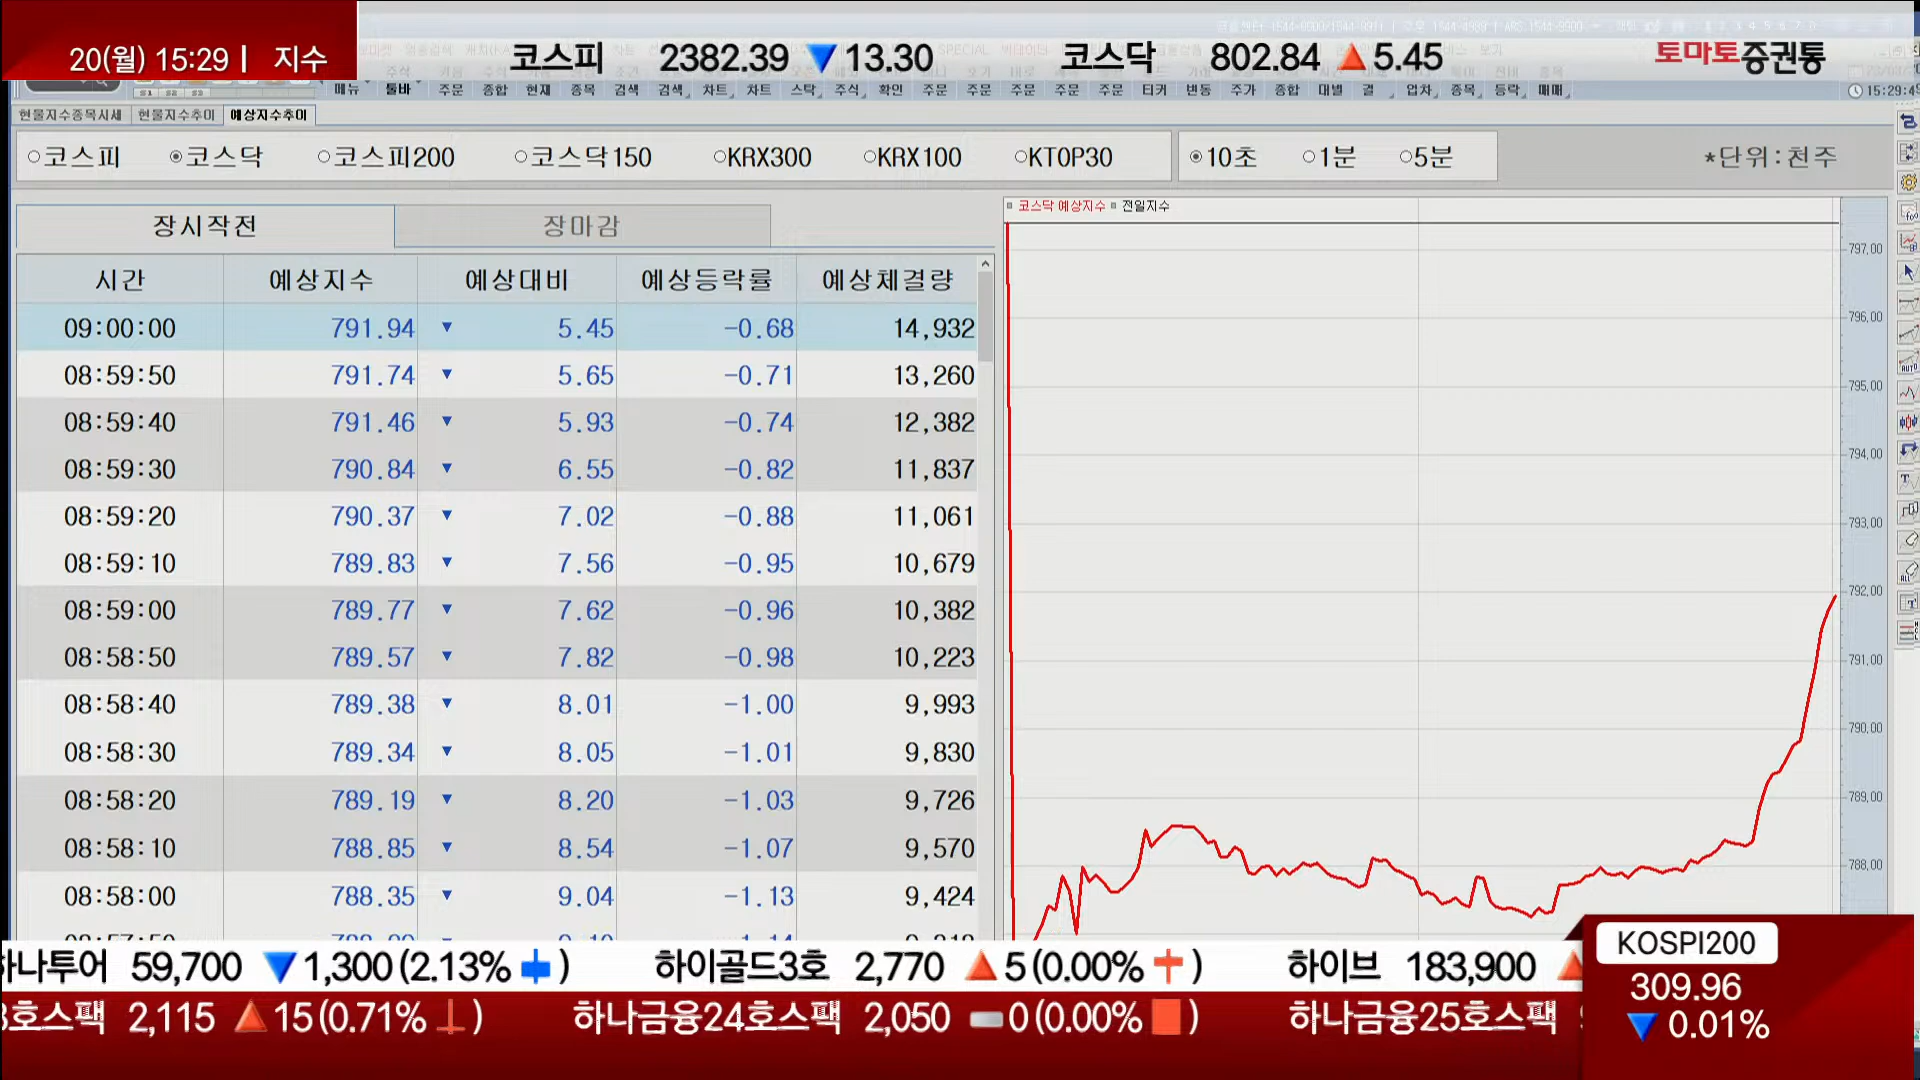 20(월) 15:29 | 지수 코스피 2382.39 ▼13.30 코스닥 802.84 ▲5.45 토마토증권통
메뉴 툴바 주문 종합 현재 종목 검색 검색 차트 차트 스탁 주식 확인 주문 주문 주문 주문 주문 티커 변동 주가 종합 대별 결 업차 종목 등락 매매
현물지수종목시세 현물지수추이 예상지수추이
코스피 코스닥 코스피200 코스닥150 KRX300 KRX100 KTOP30 10초 1분 5분 *단위:천주
장시작전 장마감
코스닥 예상지수 전일지수
시간 예상지수 예상대비 예상등락률 예상체결량
09:00:00 791.94 ▼ 5.45 -0.68 14,932
08:59:50 791.74 ▼ 5.65 -0.71 13,260
08:59:40 791.46 ▼ 5.93 -0.74 12,382
08:59:30 790.84 ▼ 6.55 -0.82 11,837
08:59:20 790.37 ▼ 7.02 -0.88 11,061
08:59:10 789.83 ▼ 7.56 -0.95 10,679
08:59:00 789.77 ▼ 7.62 -0.96 10,382
08:58:50 789.57 ▼ 7.82 -0.98 10,223
08:58:40 789.38 ▼ 8.01 -1.00 9,993
08:58:30 789.34 ▼ 8.05 -1.01 9,830
08:58:20 789.19 ▼ 8.20 -1.03 9,726
08:58:10 788.85 ▼ 8.54 -1.07 9,570
08:58:00 788.35 ▼ 9.04 -1.13 9,424
797,00
796,00
795,00
794,00
793,00
792,00
791,00
790,00
789,00
788,00
하나투어 59,700 ▼1,300(2.13% ) 하이골드3호 2,770 ▲5(0.00% ) 하이브 183,900 ▲
호스팩 2,115 ▲15(0.71% ) 하나금융24호스팩 2,050 0(0.00% ) 하나금융25호스팩
KOSPI200
309.96
▼ 0.01%